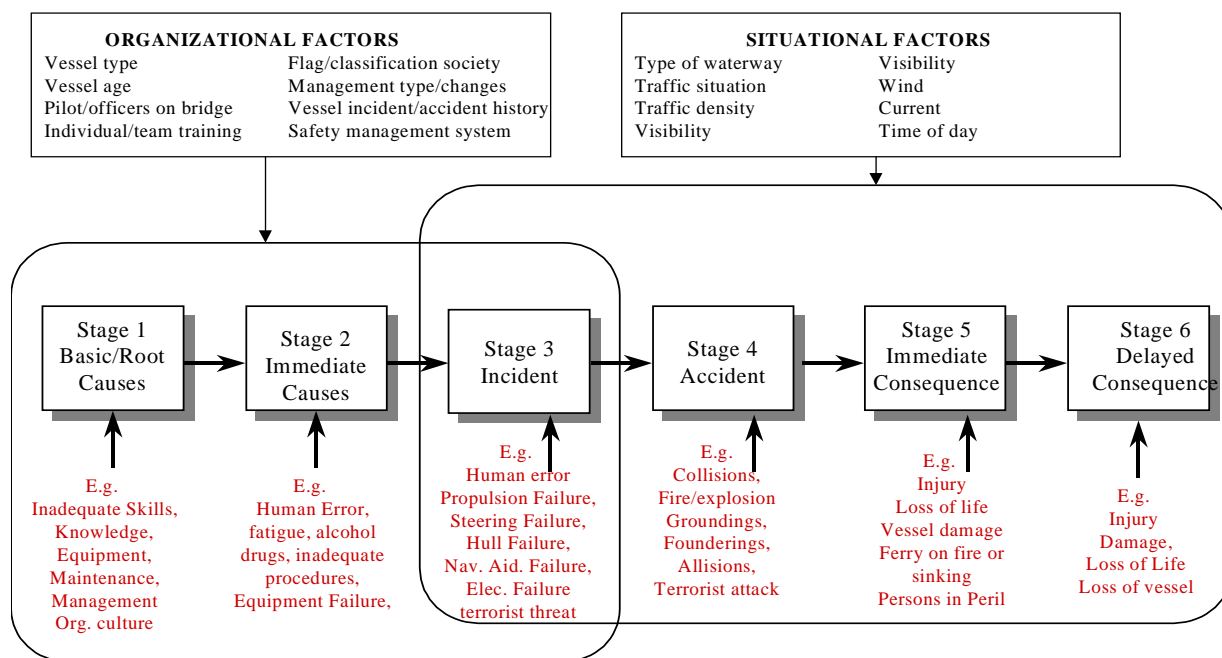 ORGANIZATIONAL FACTORS
Vessel type
Vessel age
Pilot/officers on bridge
Individual/team training
Flag/classification society
Management type/changes
Vessel incident/accident history
Safety management system
SITUATIONAL FACTORS
Type of waterway
Traffic situation
Traffic density
Visibility
Visibility
Wind
Current
Time of day
Stage 1
Basic/Root
Causes
Stage 2
Immediate
Causes
Stage 3
Incident
Stage 4
Accident
Stage 5
Immediate
Consequence
Stage 6
Delayed
Consequence
E.g.
Inadequate Skills,
Knowledge,
Equipment,
Maintenance,
Management
Org. culture
E.g.
Human Error,
fatigue, alcohol
drugs, inadequate
procedures,
Equipment Failure,
E.g.
Human error
Propulsion Failure,
Steering Failure,
Hull Failure,
Nav. Aid. Failure,
Elec. Failure
terrorist threat
E.g.
Collisions,
Fire/explosion
Groundings,
Founderings,
Allisions,
Terrorist attack
E.g.
Injury
Loss of life
Vessel damage
Ferry on fire or
sinking
Persons in Peril
E.g.
Injury
Damage,
Loss of Life
Loss of vessel